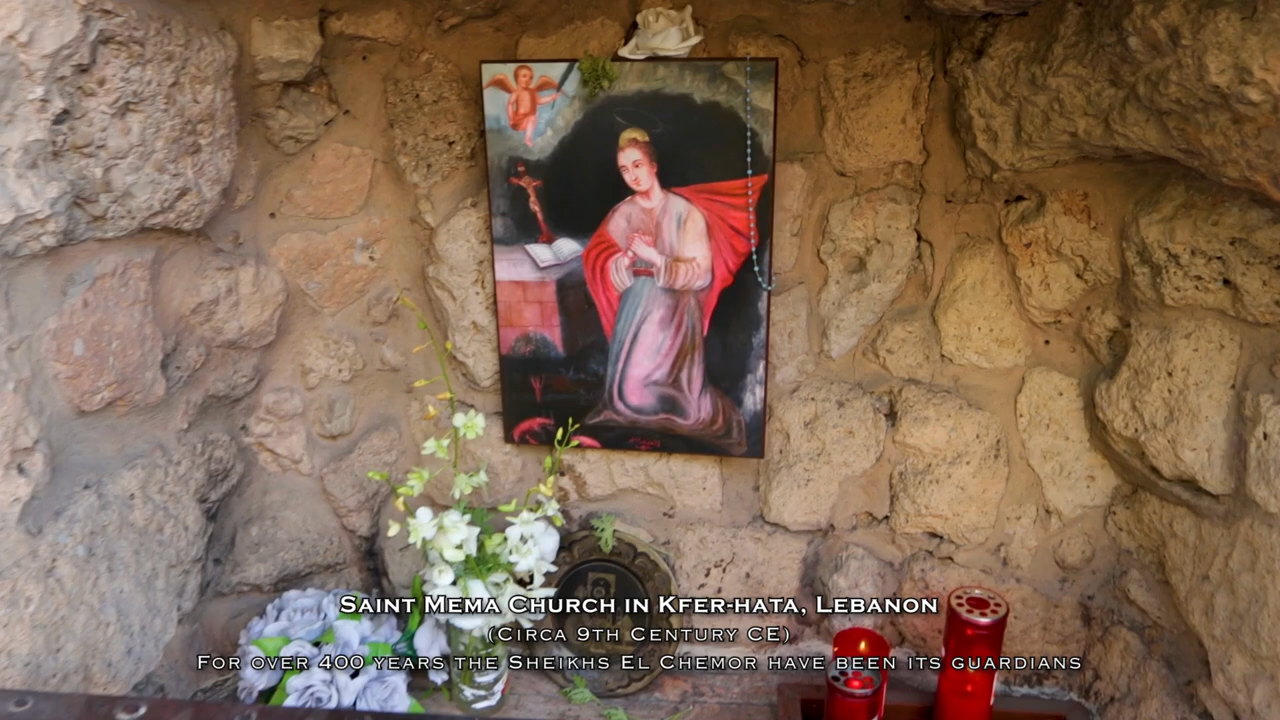 Saint Mema Church in Kfer-hata, Lebanon
(Circa 9th Century CE)
For over 400 years the Sheikhs El Chemor have been its guardians